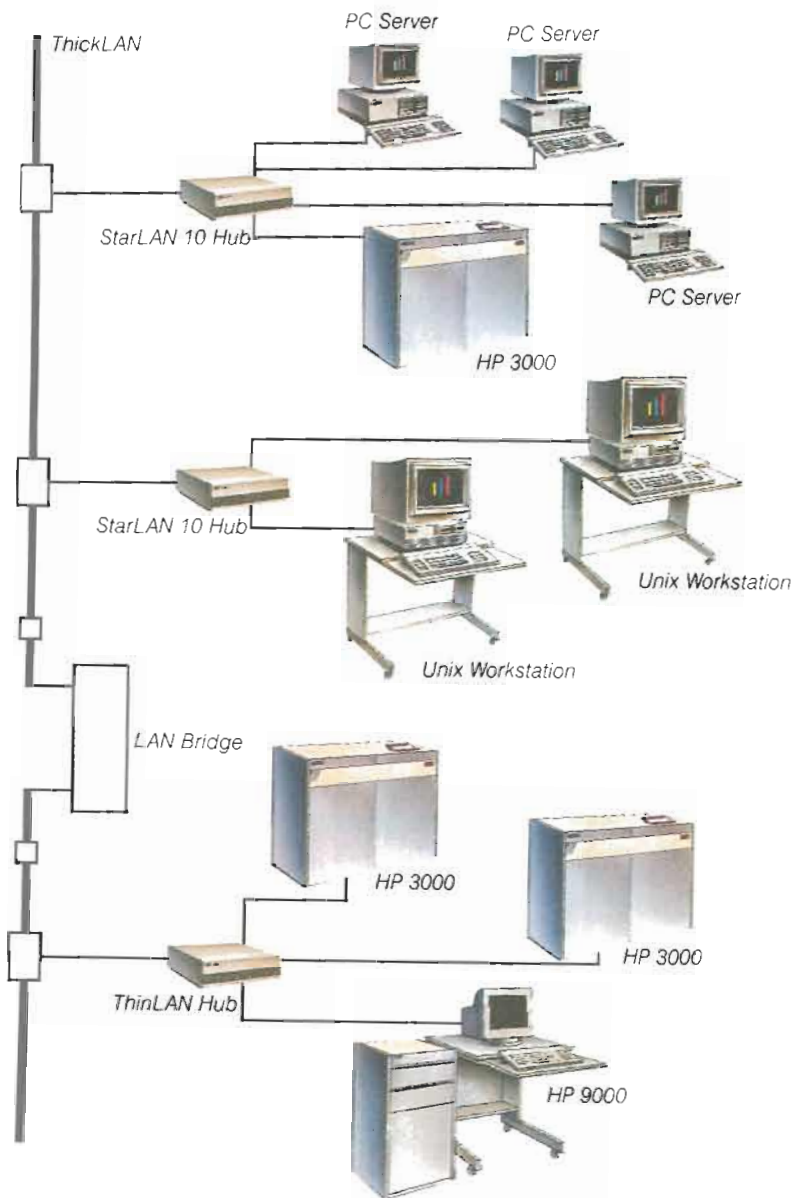 ThickLAN
PC Server
PC Server
StarLAN 10 Hub
PC Server
HP 3000
StarLAN 10 Hub
Unix Workstation
Unix Workstation
LAN Bridge
HP 3000
HP 3000
ThinLAN Hub
HP 9000